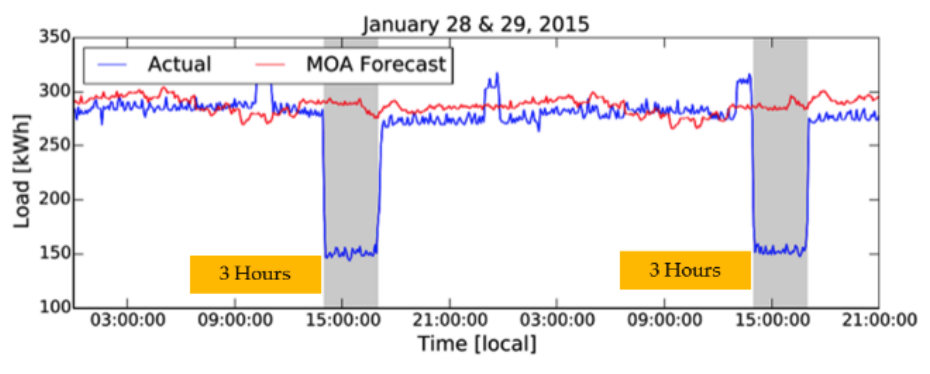 January 28 & 29, 2015
350
Actual
MOA Forecast
300
250
200
150
100
Load [kWh]
3 Hours
3 Hours
03:00:00
09:00:00
15:00:00
21:00:00
03:00:00
09:00:00
15:00:00
21:00:00
Time [local]